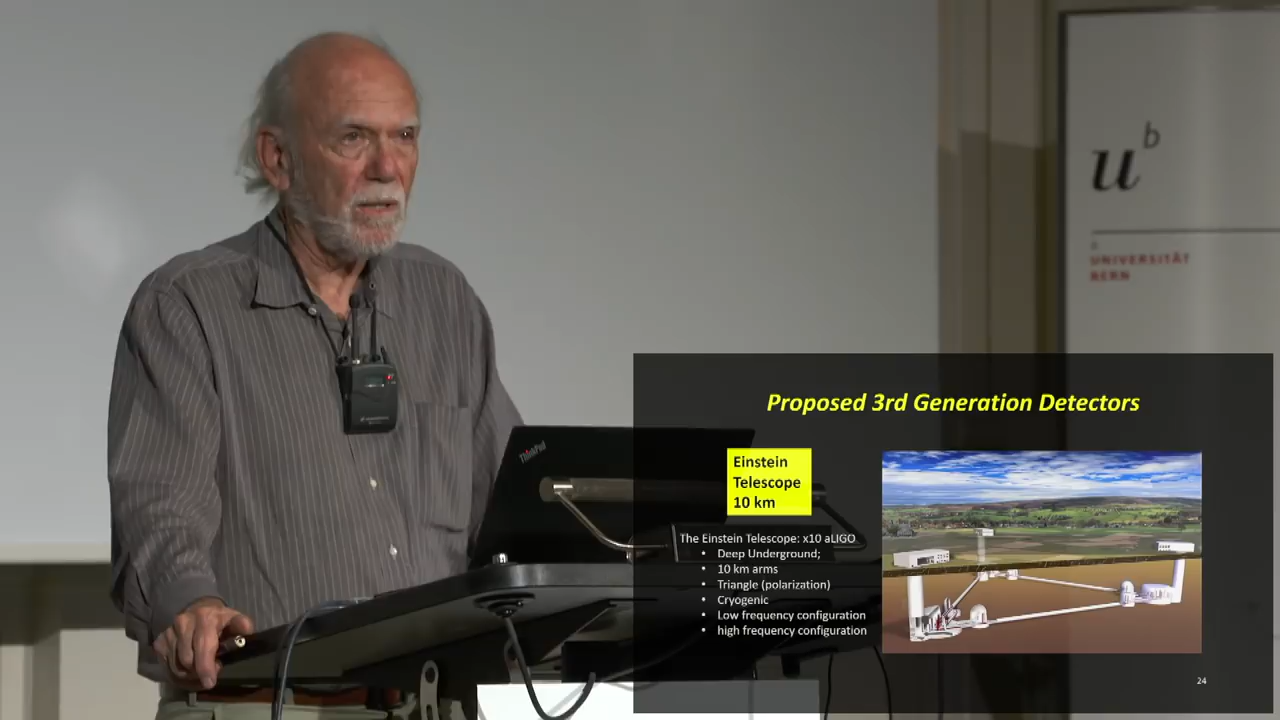 u^b
UNIVERSITÄT
BERN
ThinkPad
Proposed 3rd Generation Detectors
Einstein
Telescope
10 km
The Einstein Telescope: x10 aLIGO
• Deep Underground;
• 10 km arms
• Triangle (polarization)
• Cryogenic
• Low frequency configuration
• high frequency configuration
24